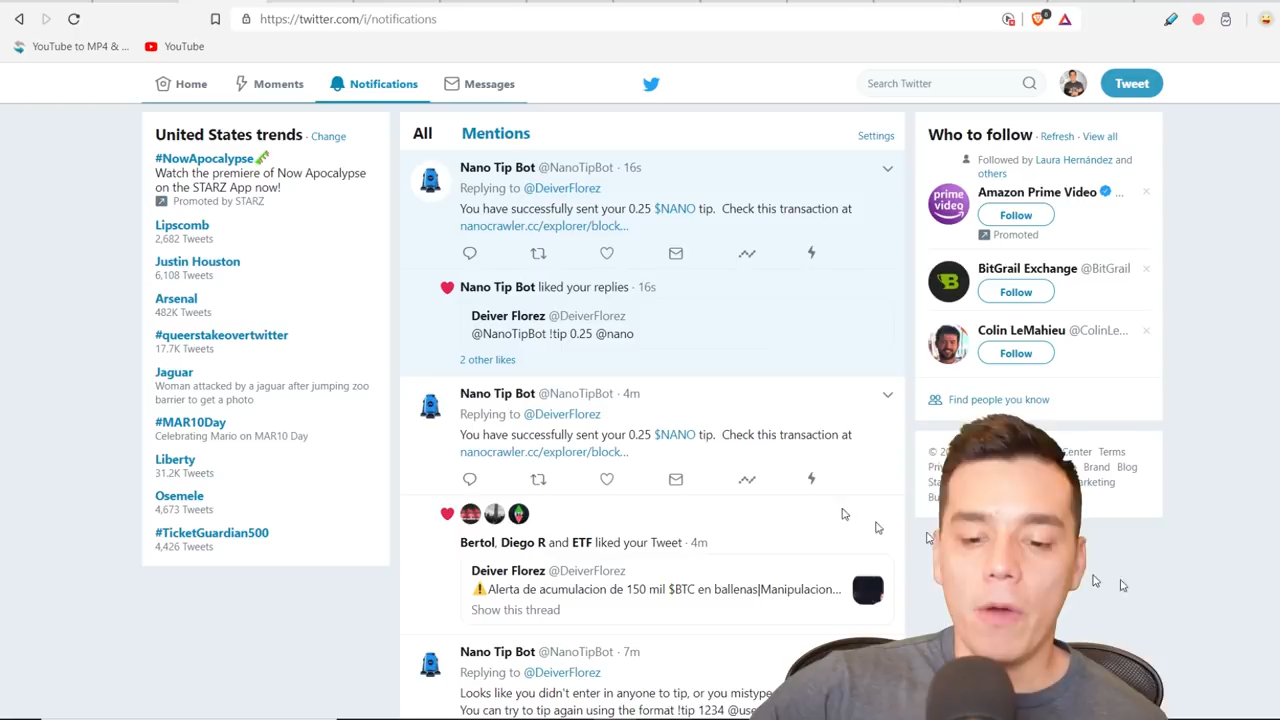 https://twitter.com/i/notifications
8
YouTube to MP4 & ...
YouTube
Home
Moments
Notifications
Messages
Search Twitter
Tweet
United States trends · Change
#NowApocalypse
Watch the premiere of Now Apocalypse
on the STARZ App now!
Promoted by STARZ
Lipscomb
2,682 Tweets
Justin Houston
6,108 Tweets
Arsenal
482K Tweets
#queerstakeovertwitter
17.7K Tweets
Jaguar
Woman attacked by a jaguar after jumping zoo
barrier to get a photo
#MAR10Day
Celebrating Mario on MAR10 Day
Liberty
31.2K Tweets
Osemele
4,673 Tweets
#TicketGuardian500
4,426 Tweets
All
Mentions
Settings
Nano Tip Bot @NanoTipBot · 16s
Replying to @DeiverFlorez
You have successfully sent your 0.25 $NANO tip. Check this transaction at
nanocrawler.cc/explorer/block...
Nano Tip Bot liked your replies · 16s
Deiver Florez @DeiverFlorez
@NanoTipBot !tip 0.25 @nano
2 other likes
Nano Tip Bot @NanoTipBot · 4m
Replying to @DeiverFlorez
You have successfully sent your 0.25 $NANO tip. Check this transaction at
nanocrawler.cc/explorer/block...
Bertol, Diego R and ETF liked your Tweet · 4m
Deiver Florez @DeiverFlorez
Alerta de acumulacion de 150 mil $BTC en ballenas|Manipulacion...
Show this thread
Nano Tip Bot @NanoTipBot · 7m
Replying to @DeiverFlorez
Looks like you didn't enter in anyone to tip, or you mistype
You can try to tip again using the format !tip 1234 @use
Who to follow · Refresh · View all
Followed by Laura Hernández and
others
prime
video
Amazon Prime Video ...
Follow
Promoted
BitGrail Exchange @BitGrail
Follow
Colin LeMahieu @ColinLe...
Follow
Find people you know
Center Terms
Brand Blog